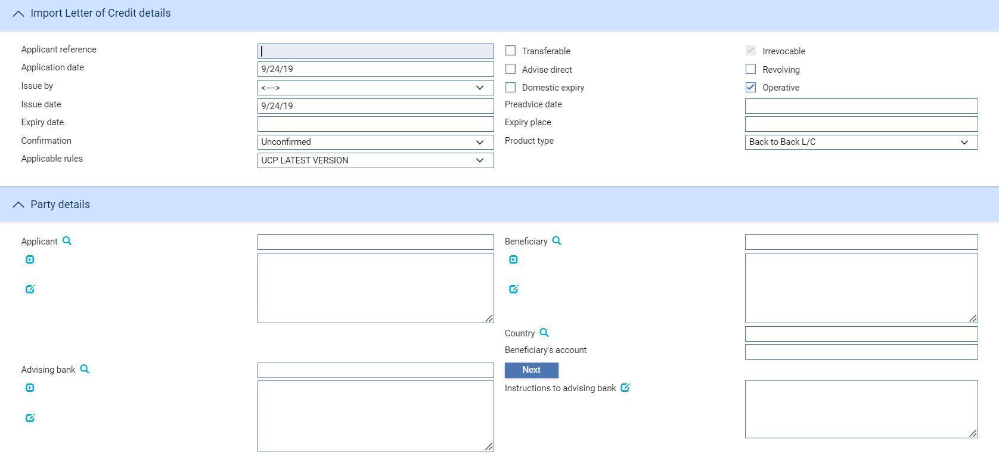 Import Letter of Credit details
Applicant reference
Transferable
Irrevocable
Application date 9/24/19
Advise direct
Revolving
Issue by <---->
Domestic expiry
Operative
Issue date 9/24/19
Preadvice date
Expiry date
Expiry place
Confirmation Unconfirmed
Product type Back to Back L/C
Applicable rules UCP LATEST VERSION
Party details
Applicant
Beneficiary
Country
Beneficiary's account
Advising bank
Next
Instructions to advising bank